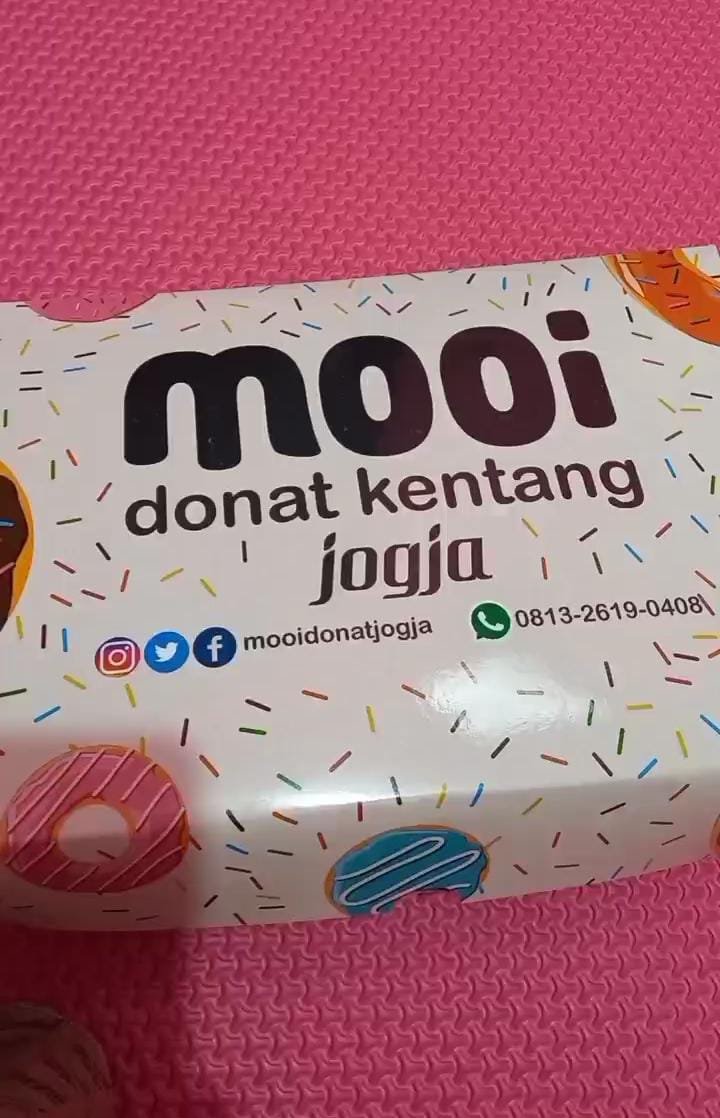 mooi
donat kentang
jogja
mooidonatjogja 0813-2619-0408